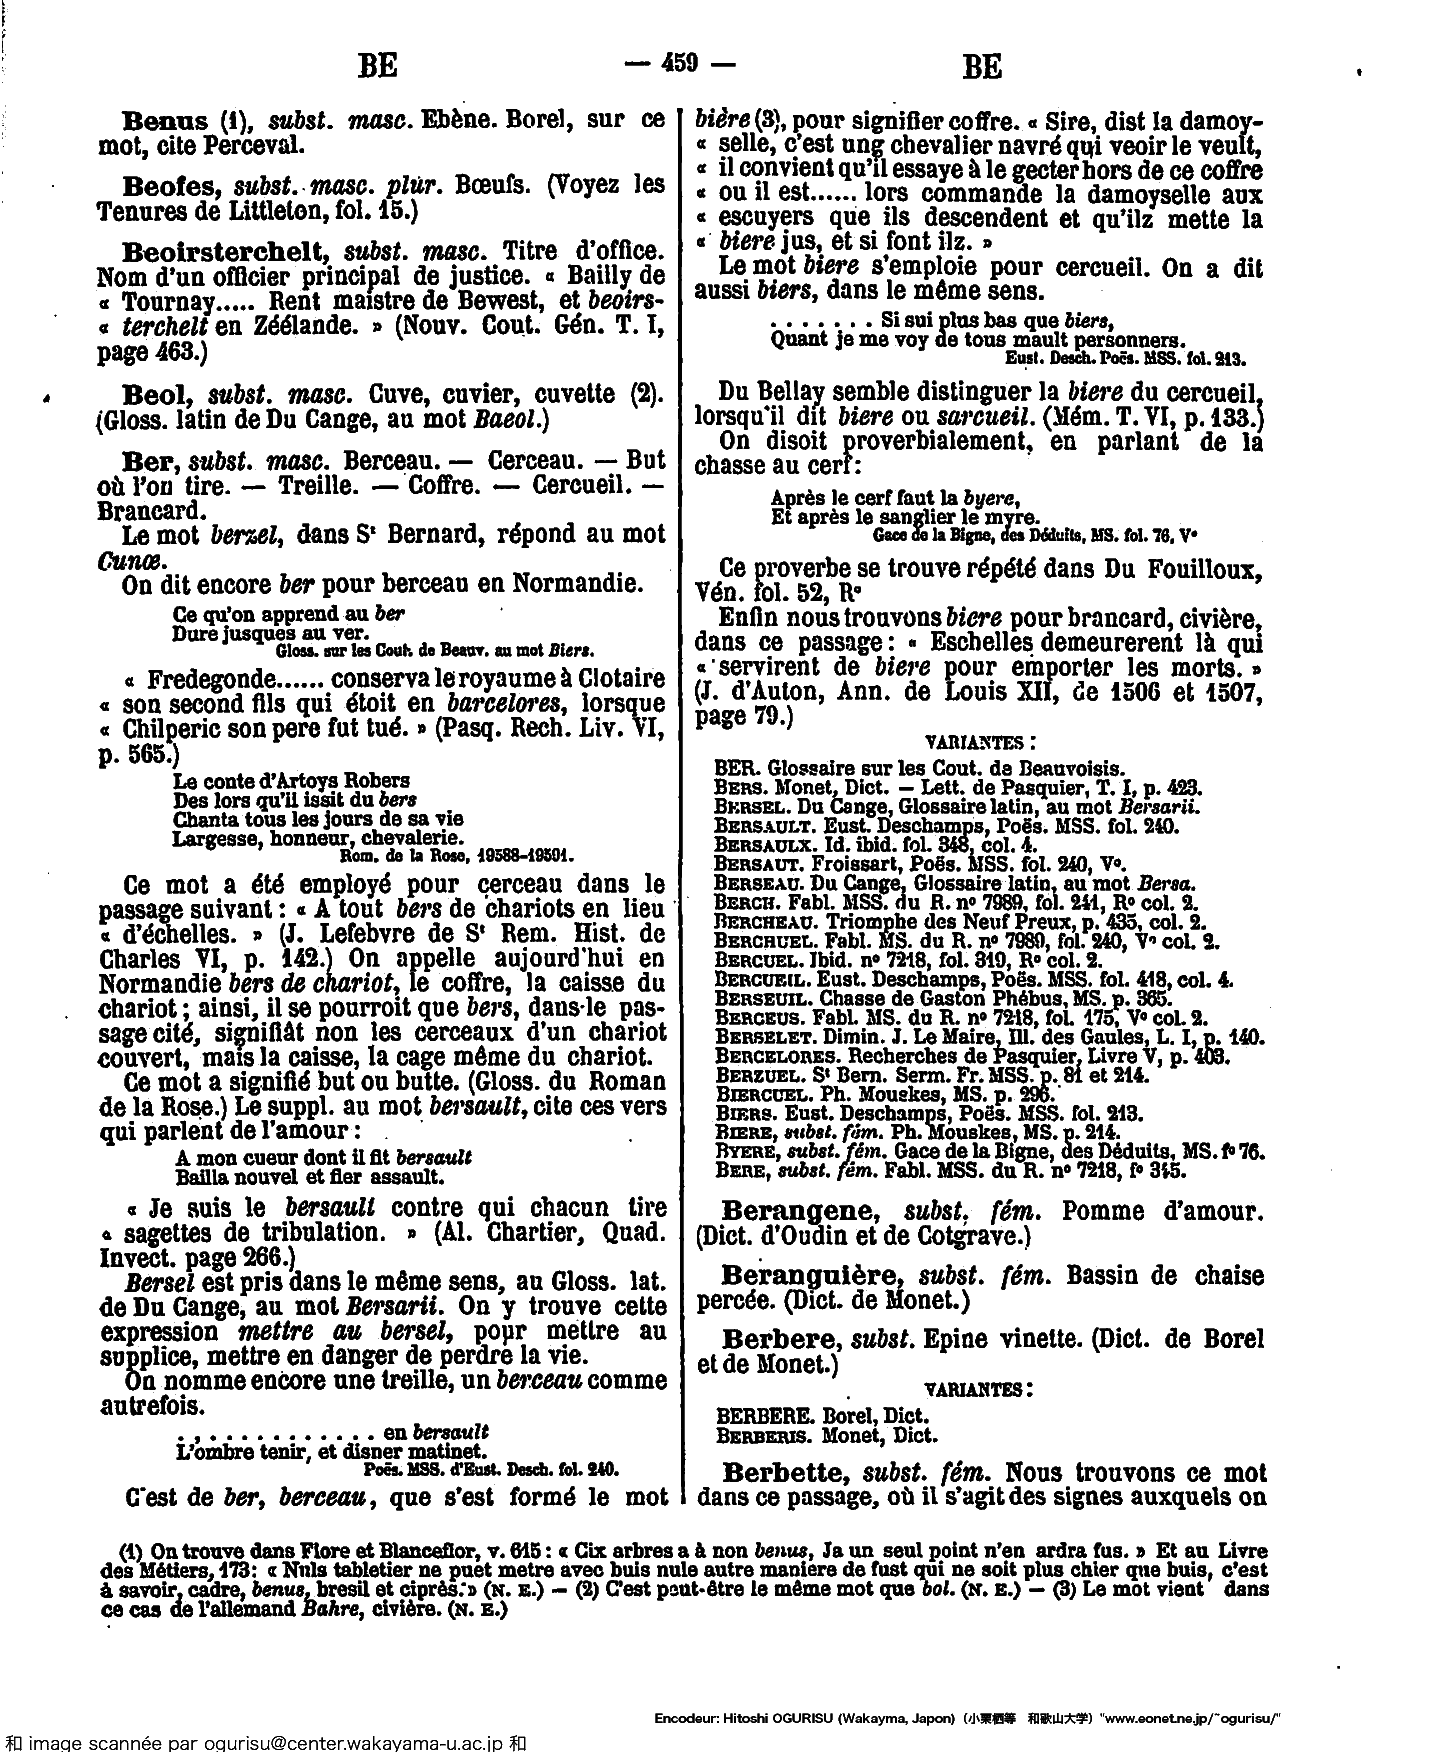 BE
— 459 —
BE
Benus (1), subst. masc. Ebène. Borel, sur ce
mot, cite Perceval.
Beofes, subst. masc. plur. Bœufs. (Voyez les
Tenures de Littleton, fol. 15.)
Beoirsterchelt, subst. masc. Titre d'office.
Nom d'un officier principal de justice. « Bailly de
« Tournay..... Rent maistre de Bewest, et beoirs-
« terchelt en Zéélande. » (Nouv. Cout. Gén. T. I,
page 463.)
Beol, subst. masc. Cuve, cuvier, cuvette (2).
(Gloss. latin de Du Cange, au mot Baeol.)
Ber, subst. masc. Berceau. — Cerceau. — But
où l'on tire. — Treille. — Coffre. — Cercueil. —
Brancard.
Le mot berzel, dans St Bernard, répond au mot
Cunœ.
On dit encore ber pour berceau en Normandie.
Ce qu'on apprend au ber
Dure jusques au ver.
Gloss. sur les Cout. de Beauv. au mot Biers.
« Fredegonde...... conserva le royaume à Clotaire
« son second fils qui étoit en barcelores, lorsque
« Chilperic son pere fut tué. » (Pasq. Rech. Liv. VI,
p. 565.)
Le conte d'Artoys Robers
Des lors qu'il issit du bers
Chanta tous les jours de sa vie
Largesse, honneur, chevalerie.
Rom. de la Rose, 19588-19591.
Ce mot a été employé pour cerceau dans le
passage suivant : « A tout bers de chariots en lieu
« d'échelles. » (J. Lefebvre de St Rem. Hist. de
Charles VI, p. 142.) On appelle aujourd'hui en
Normandie bers de chariot, le coffre, la caisse du
chariot ; ainsi, il se pourroit que bers, dans le pas-
sage cité, signifiât non les cerceaux d'un chariot
couvert, mais la caisse, la cage même du chariot.
Ce mot a signifié but ou butte. (Gloss. du Roman
de la Rose.) Le suppl. au mot bersault, cite ces vers
qui parlent de l'amour :
A mon cueur dont il fit bersault
Bailla nouvel et fier assault.
« Je suis le bersault contre qui chacun tire
« sagettes de tribulation. » (Al. Chartier, Quad.
Invect. page 266.)
Bersel est pris dans le même sens, au Gloss. lat.
de Du Cange, au mot Bersarii. On y trouve cette
expression mettre au bersel, pour mettre au
supplice, mettre en danger de perdre la vie.
On nomme encore une treille, un berceau comme
autrefois.
. . . . . . . . . . . . . en bersault
L'ombre tenir, et disner matinet.
Poës. MSS. d'Eust. Desch. fol. 240.
C'est de ber, berceau, que s'est formé le mot
bière (3), pour signifier coffre. « Sire, dist la damoy-
« selle, c'est ung chevalier navré qui veoir le veult,
« il convient qu'il essaye à le gecter hors de ce coffre
« ou il est...... lors commande la damoyselle aux
« escuyers que ils descendent et qu'ilz mette la
« biere jus, et si font ilz. »
Le mot biere s'emploie pour cercueil. On a dit
aussi biers, dans le même sens.
. . . . . . . Si sui plus bas que biers,
Quant je me voy de tous mault personners.
Eust. Desch. Poës. MSS. fol. 213.
Du Bellay semble distinguer la biere du cercueil,
lorsqu'il dit biere ou sarcueil. (Mém. T. VI, p. 133.)
On disoit proverbialement, en parlant de la
chasse au cerf :
Après le cerf faut la byere,
Et après le sanglier le myre.
Gace de la Bigne, des Déduits, MS. fol. 76, Vo
Ce proverbe se trouve répété dans Du Fouilloux,
Vén. fol. 52, Ro
Enfin nous trouvons biere pour brancard, civière,
dans ce passage : « Eschelles demeurerent là qui
« servirent de biere pour emporter les morts. »
(J. d'Auton, Ann. de Louis XII, de 1506 et 1507,
page 79.)
VARIANTES :
BER. Glossaire sur les Cout. de Beauvoisis.
BERS. Monet, Dict. — Lett. de Pasquier, T. I, p. 423.
BERSEL. Du Cange, Glossaire latin, au mot Bersarii.
BERSAULT. Eust. Deschamps, Poës. MSS. fol. 240.
BERSAULX. Id. ibid. fol. 348, col. 4.
BERSAUT. Froissart, Poës. MSS. fol. 240, Vo.
BERSEAU. Du Cange, Glossaire latin, au mot Bersa.
BERCH. Fabl. MSS. du R. no 7989, fol. 241, Ro col. 2.
BERCHEAU. Triomphe des Neuf Preux, p. 435, col. 2.
BERCHUEL. Fabl. MS. du R. no 7989, fol. 240, Vo col. 2.
BERCUEL. Ibid. no 7218, fol. 319, Ro col. 2.
BERCUEIL. Eust. Deschamps, Poës. MSS. fol. 418, col. 4.
BERSEUIL. Chasse de Gaston Phébus, MS. p. 365.
BERCEUS. Fabl. MS. du R. no 7218, fol. 175, Vo col. 2.
BERSELET. Dimin. J. Le Maire, Ill. des Gaules, L. I, p. 140.
BERCELORES. Recherches de Pasquier, Livre V, p. 403.
BERZUEL. St Bern. Serm. Fr. MSS. p. 81 et 214.
BIERCUEL. Ph. Mouskes, MS. p. 296.
BIERS. Eust. Deschamps, Poës. MSS. fol. 213.
BIERE, subst. fém. Ph. Mouskes, MS. p. 214.
BYERE, subst. fém. Gace de la Bigne, des Déduits, MS. fo 76.
BERE, subst. fém. Fabl. MSS. du R. no 7218, fo 345.
Berangene, subst. fém. Pomme d'amour.
(Dict. d'Oudin et de Cotgrave.)
Beranguière, subst. fém. Bassin de chaise
percée. (Dict. de Monet.)
Berbere, subst. Epine vinette. (Dict. de Borel
et de Monet.)
VARIANTES :
BERBERE. Borel, Dict.
BERBERIS. Monet, Dict.
Berbette, subst. fém. Nous trouvons ce mot
dans ce passage, où il s'agit des signes auxquels on
(1) On trouve dans Flore et Blanceflor, v. 615 : « Cix arbres a à non benus, Ja un seul point n'en ardra fus. » Et au Livre
des Métiers, 173 : « Nuls tabletier ne puet metre avec buis nule autre maniere de fust qui ne soit plus chier que buis, c'est
à savoir, cadre, benus, bresil et ciprès. » (N. E.) — (2) C'est peut-être le même mot que bol. (N. E.) — (3) Le mot vient dans
ce cas de l'allemand Bahre, civière. (N. E.)
Encodeur: Hitoshi OGURISU (Wakayma, Japon) (小栗栖等 和歌山大学) "www.eonet.ne.jp/~ogurisu/"
和 image scannée par ogurisu@center.wakayama-u.ac.jp 和